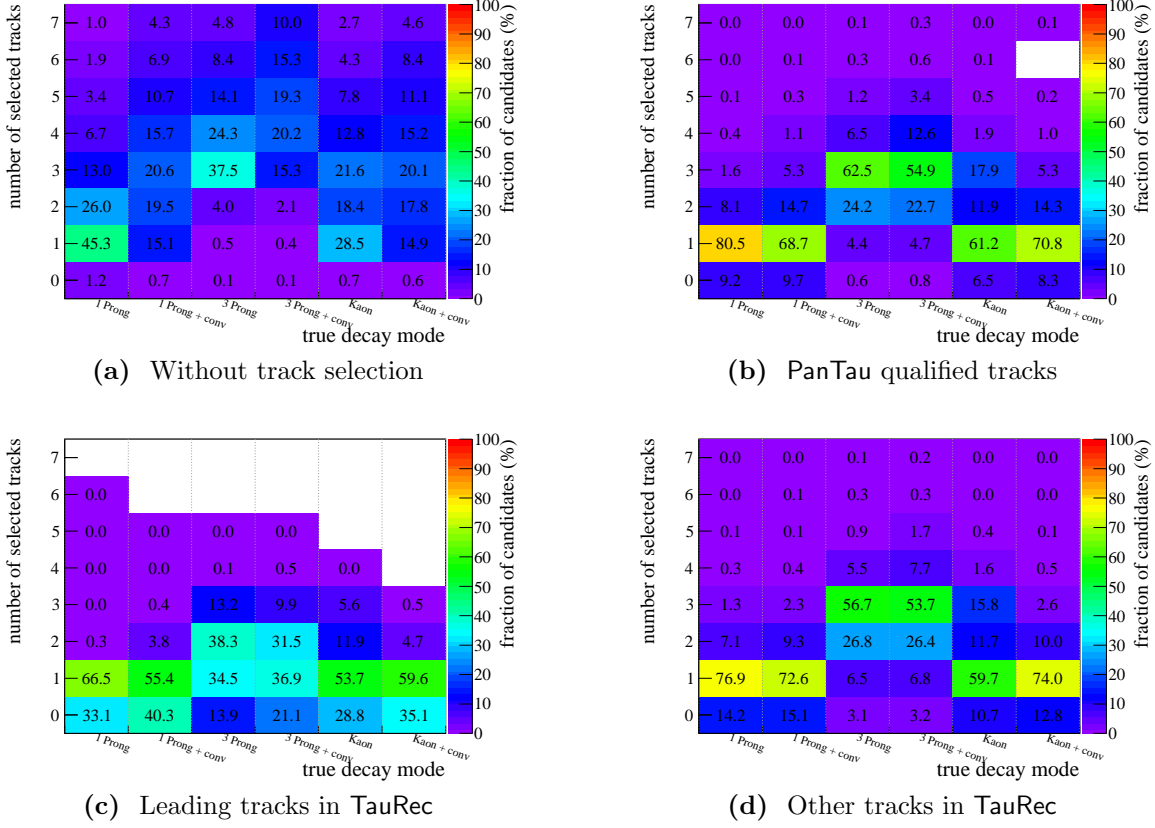 number of selected tracks
7 1.0 4.3 4.8 10.0 2.7 4.6
6 1.9 6.9 8.4 15.3 4.3 8.4
5 3.4 10.7 14.1 19.3 7.8 11.1
4 6.7 15.7 24.3 20.2 12.8 15.2
3 13.0 20.6 37.5 15.3 21.6 20.1
2 26.0 19.5 4.0 2.1 18.4 17.8
1 45.3 15.1 0.5 0.4 28.5 14.9
0 1.2 0.7 0.1 0.1 0.7 0.6
1 Prong 1 Prong + conv 3 Prong 3 Prong + conv Kaon Kaon + conv
true decay mode
100
90
80
70
60
50
40
30
20
10
0
fraction of candidates (%)
(a) Without track selection
number of selected tracks
7 0.0 0.0 0.1 0.3 0.0 0.1
6 0.0 0.1 0.3 0.6 0.1
5 0.1 0.3 1.2 3.4 0.5 0.2
4 0.4 1.1 6.5 12.6 1.9 1.0
3 1.6 5.3 62.5 54.9 17.9 5.3
2 8.1 14.7 24.2 22.7 11.9 14.3
1 80.5 68.7 4.4 4.7 61.2 70.8
0 9.2 9.7 0.6 0.8 6.5 8.3
1 Prong 1 Prong + conv 3 Prong 3 Prong + conv Kaon Kaon + conv
true decay mode
100
90
80
70
60
50
40
30
20
10
0
fraction of candidates (%)
(b) PanTau qualified tracks
number of selected tracks
7
6 0.0
5 0.0 0.0 0.0 0.0
4 0.0 0.0 0.1 0.5 0.0
3 0.0 0.4 13.2 9.9 5.6 0.5
2 0.3 3.8 38.3 31.5 11.9 4.7
1 66.5 55.4 34.5 36.9 53.7 59.6
0 33.1 40.3 13.9 21.1 28.8 35.1
1 Prong 1 Prong + conv 3 Prong 3 Prong + conv Kaon Kaon + conv
true decay mode
100
90
80
70
60
50
40
30
20
10
0
fraction of candidates (%)
(c) Leading tracks in TauRec
number of selected tracks
7 0.0 0.0 0.1 0.2 0.0 0.0
6 0.0 0.1 0.3 0.3 0.0 0.0
5 0.1 0.1 0.9 1.7 0.4 0.1
4 0.3 0.4 5.5 7.7 1.6 0.5
3 1.3 2.3 56.7 53.7 15.8 2.6
2 7.1 9.3 26.8 26.4 11.7 10.0
1 76.9 72.6 6.5 6.8 59.7 74.0
0 14.2 15.1 3.1 3.2 10.7 12.8
1 Prong 1 Prong + conv 3 Prong 3 Prong + conv Kaon Kaon + conv
true decay mode
100
90
80
70
60
50
40
30
20
10
0
fraction of candidates (%)
(d) Other tracks in TauRec